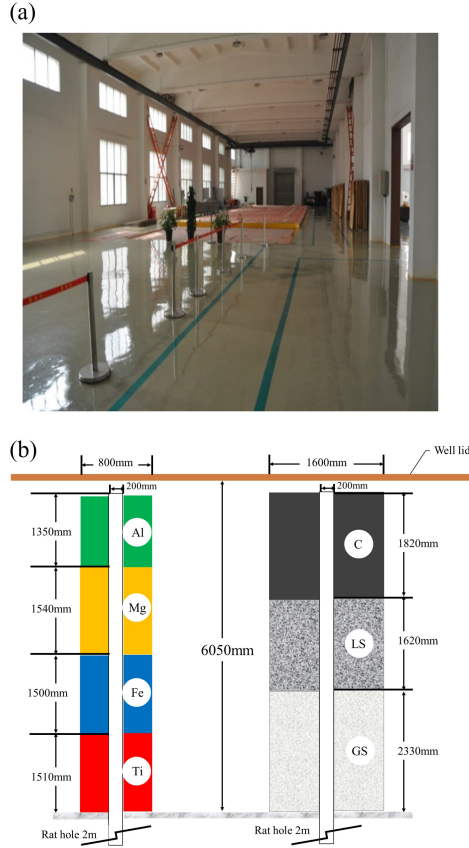 (a)
(b)
Well lid
800mm
1600mm
200mm
200mm
1350mm
Al
C
1820mm
1540mm
Mg
6050mm
LS
1620mm
1500mm
Fe
1510mm
Ti
GS
2330mm
Rat hole 2m
Rat hole 2m